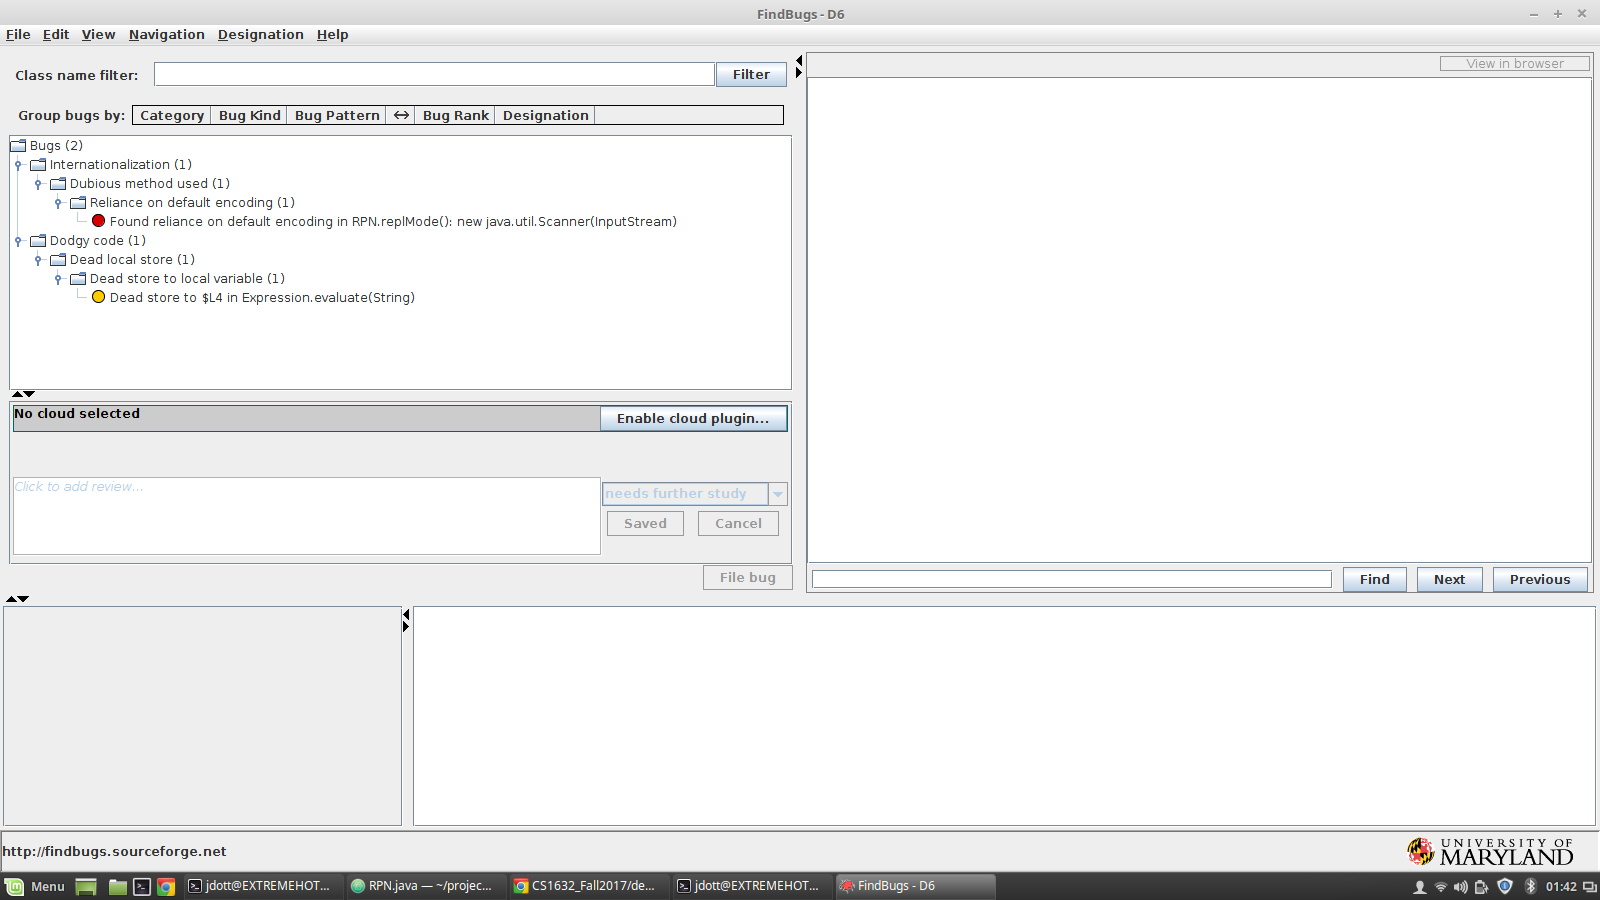 FindBugs - D6
File Edit View Navigation Designation Help
Class name filter: Filter
Group bugs by: Category Bug Kind Bug Pattern ↔ Bug Rank Designation
Bugs (2)
Internationalization (1)
Dubious method used (1)
Reliance on default encoding (1)
Found reliance on default encoding in RPN.replMode(): new java.util.Scanner(InputStream)
Dodgy code (1)
Dead local store (1)
Dead store to local variable (1)
Dead store to $L4 in Expression.evaluate(String)
No cloud selected
Enable cloud plugin...
Click to add review...
needs further study
Saved Cancel
File bug
View in browser
Find Next Previous
http://findbugs.sourceforge.net
UNIVERSITY OF
MARYLAND
Menu jdott@EXTREMEHOT... RPN.java — ~/projec... CS1632_Fall2017/de... jdott@EXTREMEHOT... FindBugs - D6 01:42